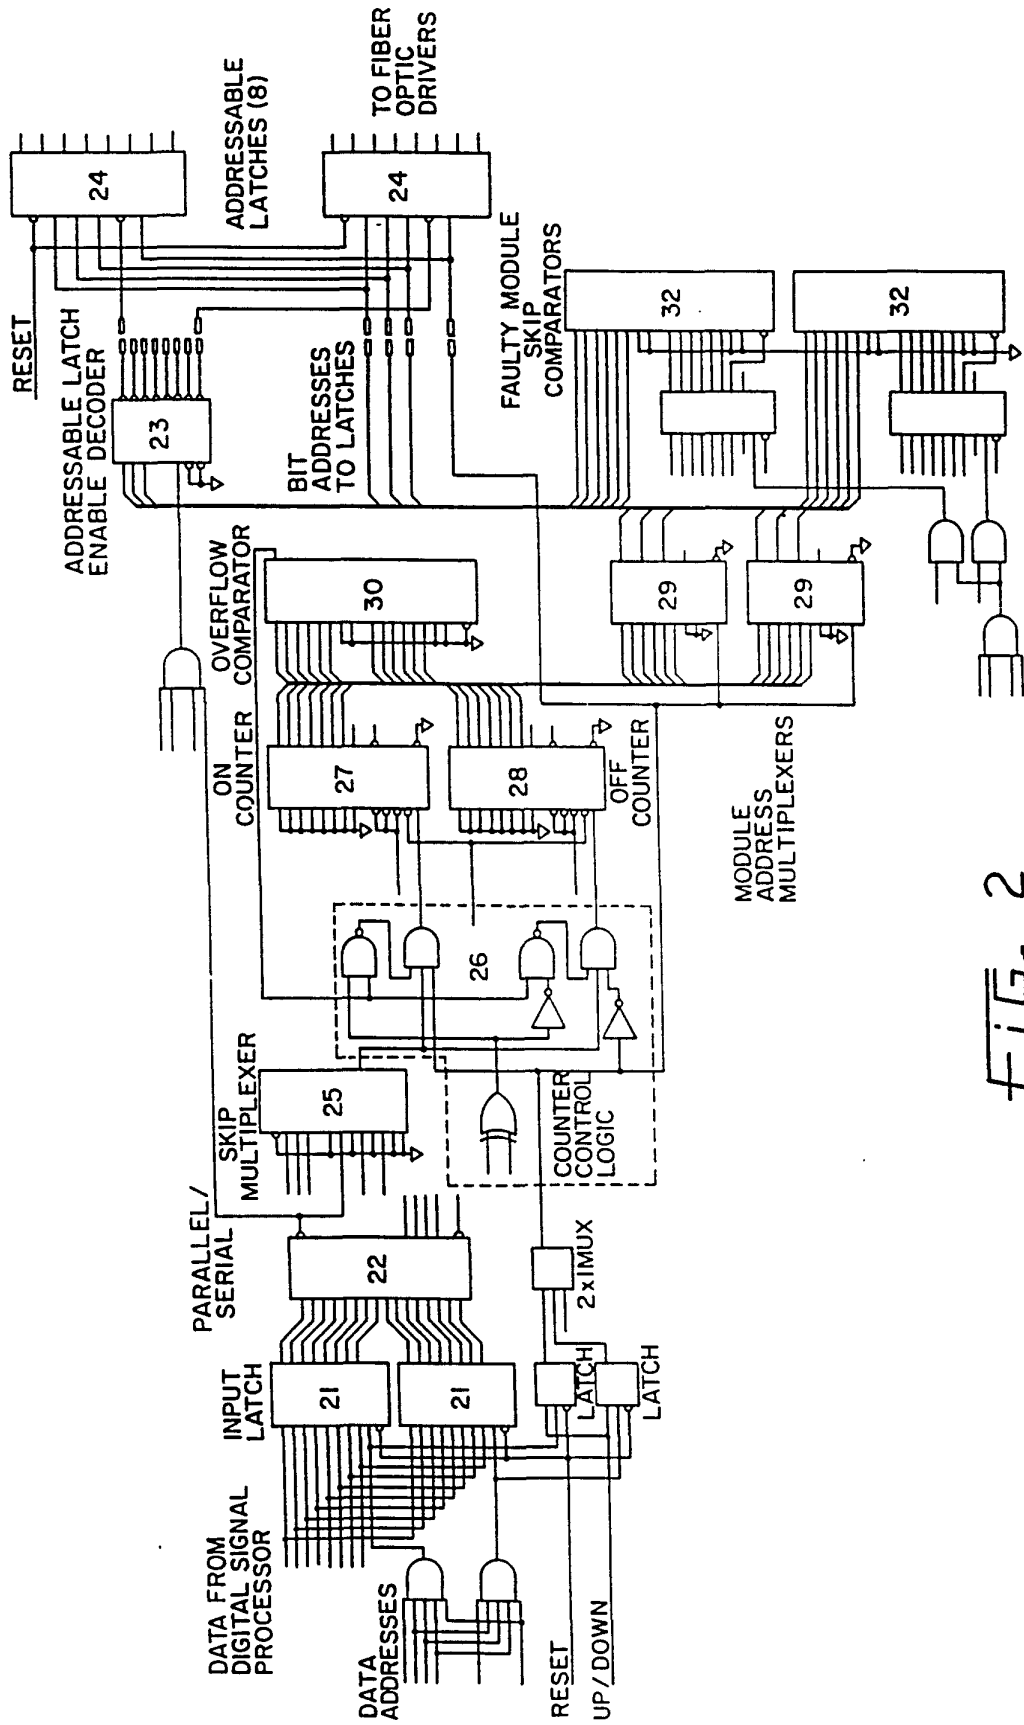 DATA FROM
DIGITAL SIGNAL
PROCESSOR
DATA
ADDRESSES
RESET
UP/DOWN
INPUT
LATCH
21
21
LATCH
LATCH
PARALLEL/
SERIAL
22
2x1MUX
SKIP
MULTIPLEXER
25
COUNTER
CONTROL
LOGIC
26
ON
COUNTER
27
28
OFF
COUNTER
OVERFLOW
COMPARATOR
30
MODULE
ADDRESS
MULTIPLEXERS
29
29
ADDRESSABLE LATCH
ENABLE DECODER
23
BIT
ADDRESSES
TO LATCHES
RESET
24
ADDRESSABLE
LATCHES (8)
24
TO FIBER
OPTIC
DRIVERS
FAULTY MODULE
SKIP
COMPARATORS
32
32
FiG. 2